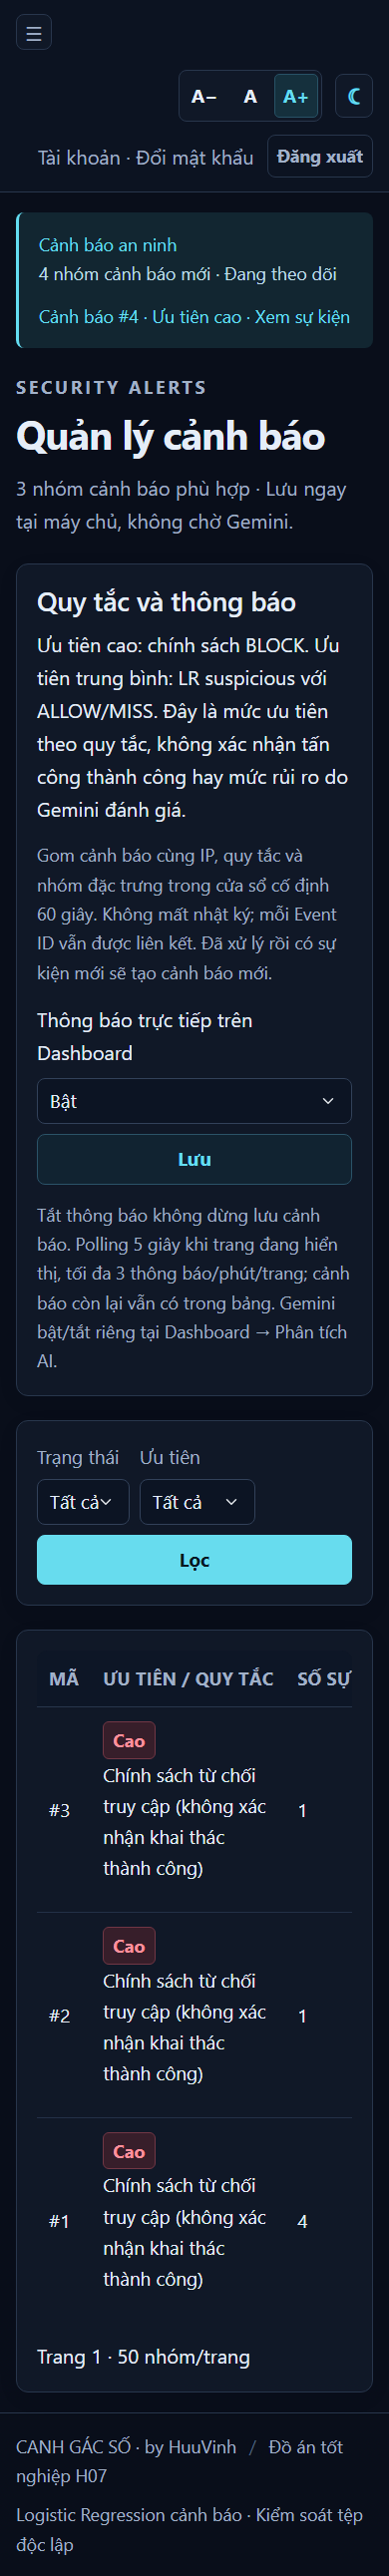 ☰
A− A A+ ☾
Tài khoản · Đổi mật khẩu Đăng xuất
Cảnh báo an ninh
4 nhóm cảnh báo mới · Đang theo dõi
Cảnh báo #4 · Ưu tiên cao · Xem sự kiện
SECURITY ALERTS
Quản lý cảnh báo
3 nhóm cảnh báo phù hợp · Lưu ngay
tại máy chủ, không chờ Gemini.
Quy tắc và thông báo
Ưu tiên cao: chính sách BLOCK. Ưu
tiên trung bình: LR suspicious với
ALLOW/MISS. Đây là mức ưu tiên
theo quy tắc, không xác nhận tấn
công thành công hay mức rủi ro do
Gemini đánh giá.
Gom cảnh báo cùng IP, quy tắc và
nhóm đặc trưng trong cửa sổ cố định
60 giây. Không mất nhật ký; mỗi Event
ID vẫn được liên kết. Đã xử lý rồi có sự
kiện mới sẽ tạo cảnh báo mới.
Thông báo trực tiếp trên
Dashboard
Bật
Lưu
Tắt thông báo không dừng lưu cảnh
báo. Polling 5 giây khi trang đang hiển
thị, tối đa 3 thông báo/phút/trang; cảnh
báo còn lại vẫn có trong bảng. Gemini
bật/tắt riêng tại Dashboard → Phân tích
AI.
Trạng thái Ưu tiên
Tất cả Tất cả
Lọc
MÃ ƯU TIÊN / QUY TẮC SỐ SỰ
Cao
Chính sách từ chối
truy cập (không xác
#3 1
nhận khai thác
thành công)
Cao
Chính sách từ chối
truy cập (không xác
#2 1
nhận khai thác
thành công)
Cao
Chính sách từ chối
truy cập (không xác
#1 4
nhận khai thác
thành công)
Trang 1 · 50 nhóm/trang
CANH GÁC SỐ · by HuuVinh / Đồ án tốt
nghiệp H07
Logistic Regression cảnh báo · Kiểm soát tệp
độc lập